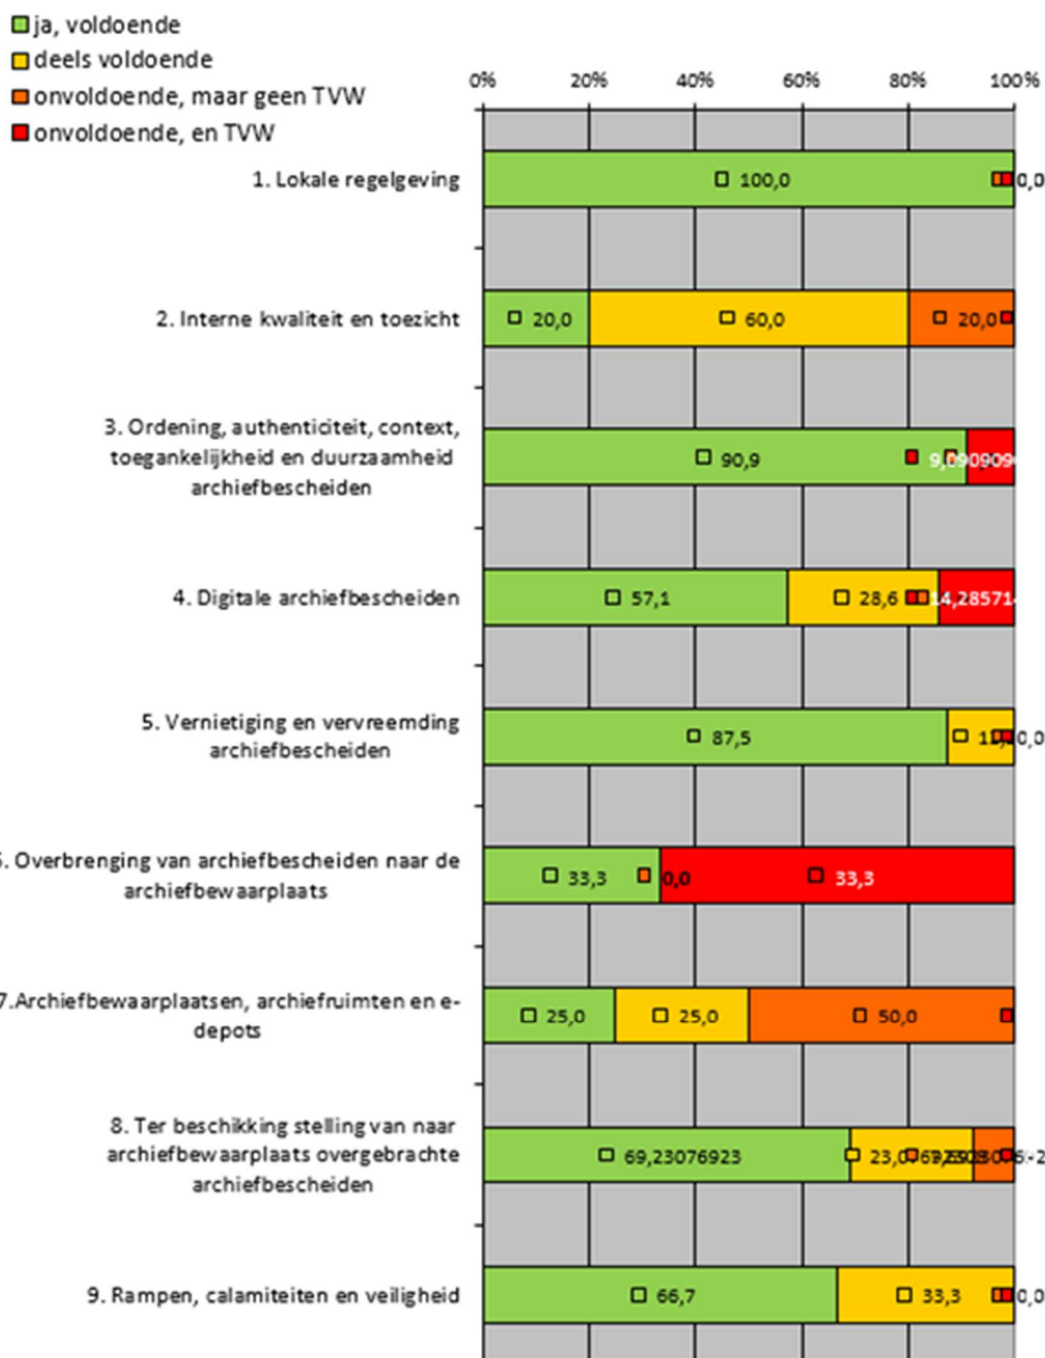 ja, voldoende
deels voldoende
onvoldoende, maar geen TVW
onvoldoende, en TVW
0% 20% 40% 60% 80% 100%
1. Lokale regelgeving 100,0 0,0
2. Interne kwaliteit en toezicht 20,0 60,0 20,0
3. Ordening, authenticiteit, context,
toegankelijkheid en duurzaamheid
archiefbescheiden
90,9
4. Digitale archiefbescheiden 57,1 28,6
5. Vernietiging en vervreemding
archiefbescheiden
87,5 0,0
Overbrenging van archiefbescheiden naar de
archiefbewaarplaats
33,3 0,0 33,3
7.Archiefbewaarplaatsen, archiefruimten en e-
depots
25,0 25,0 50,0
8. Ter beschikking stelling van naar
archiefbewaarplaats overgebrachte
archiefbescheiden
69,23076923
9. Rampen, calamiteiten en veiligheid 66,7 33,3 0,0